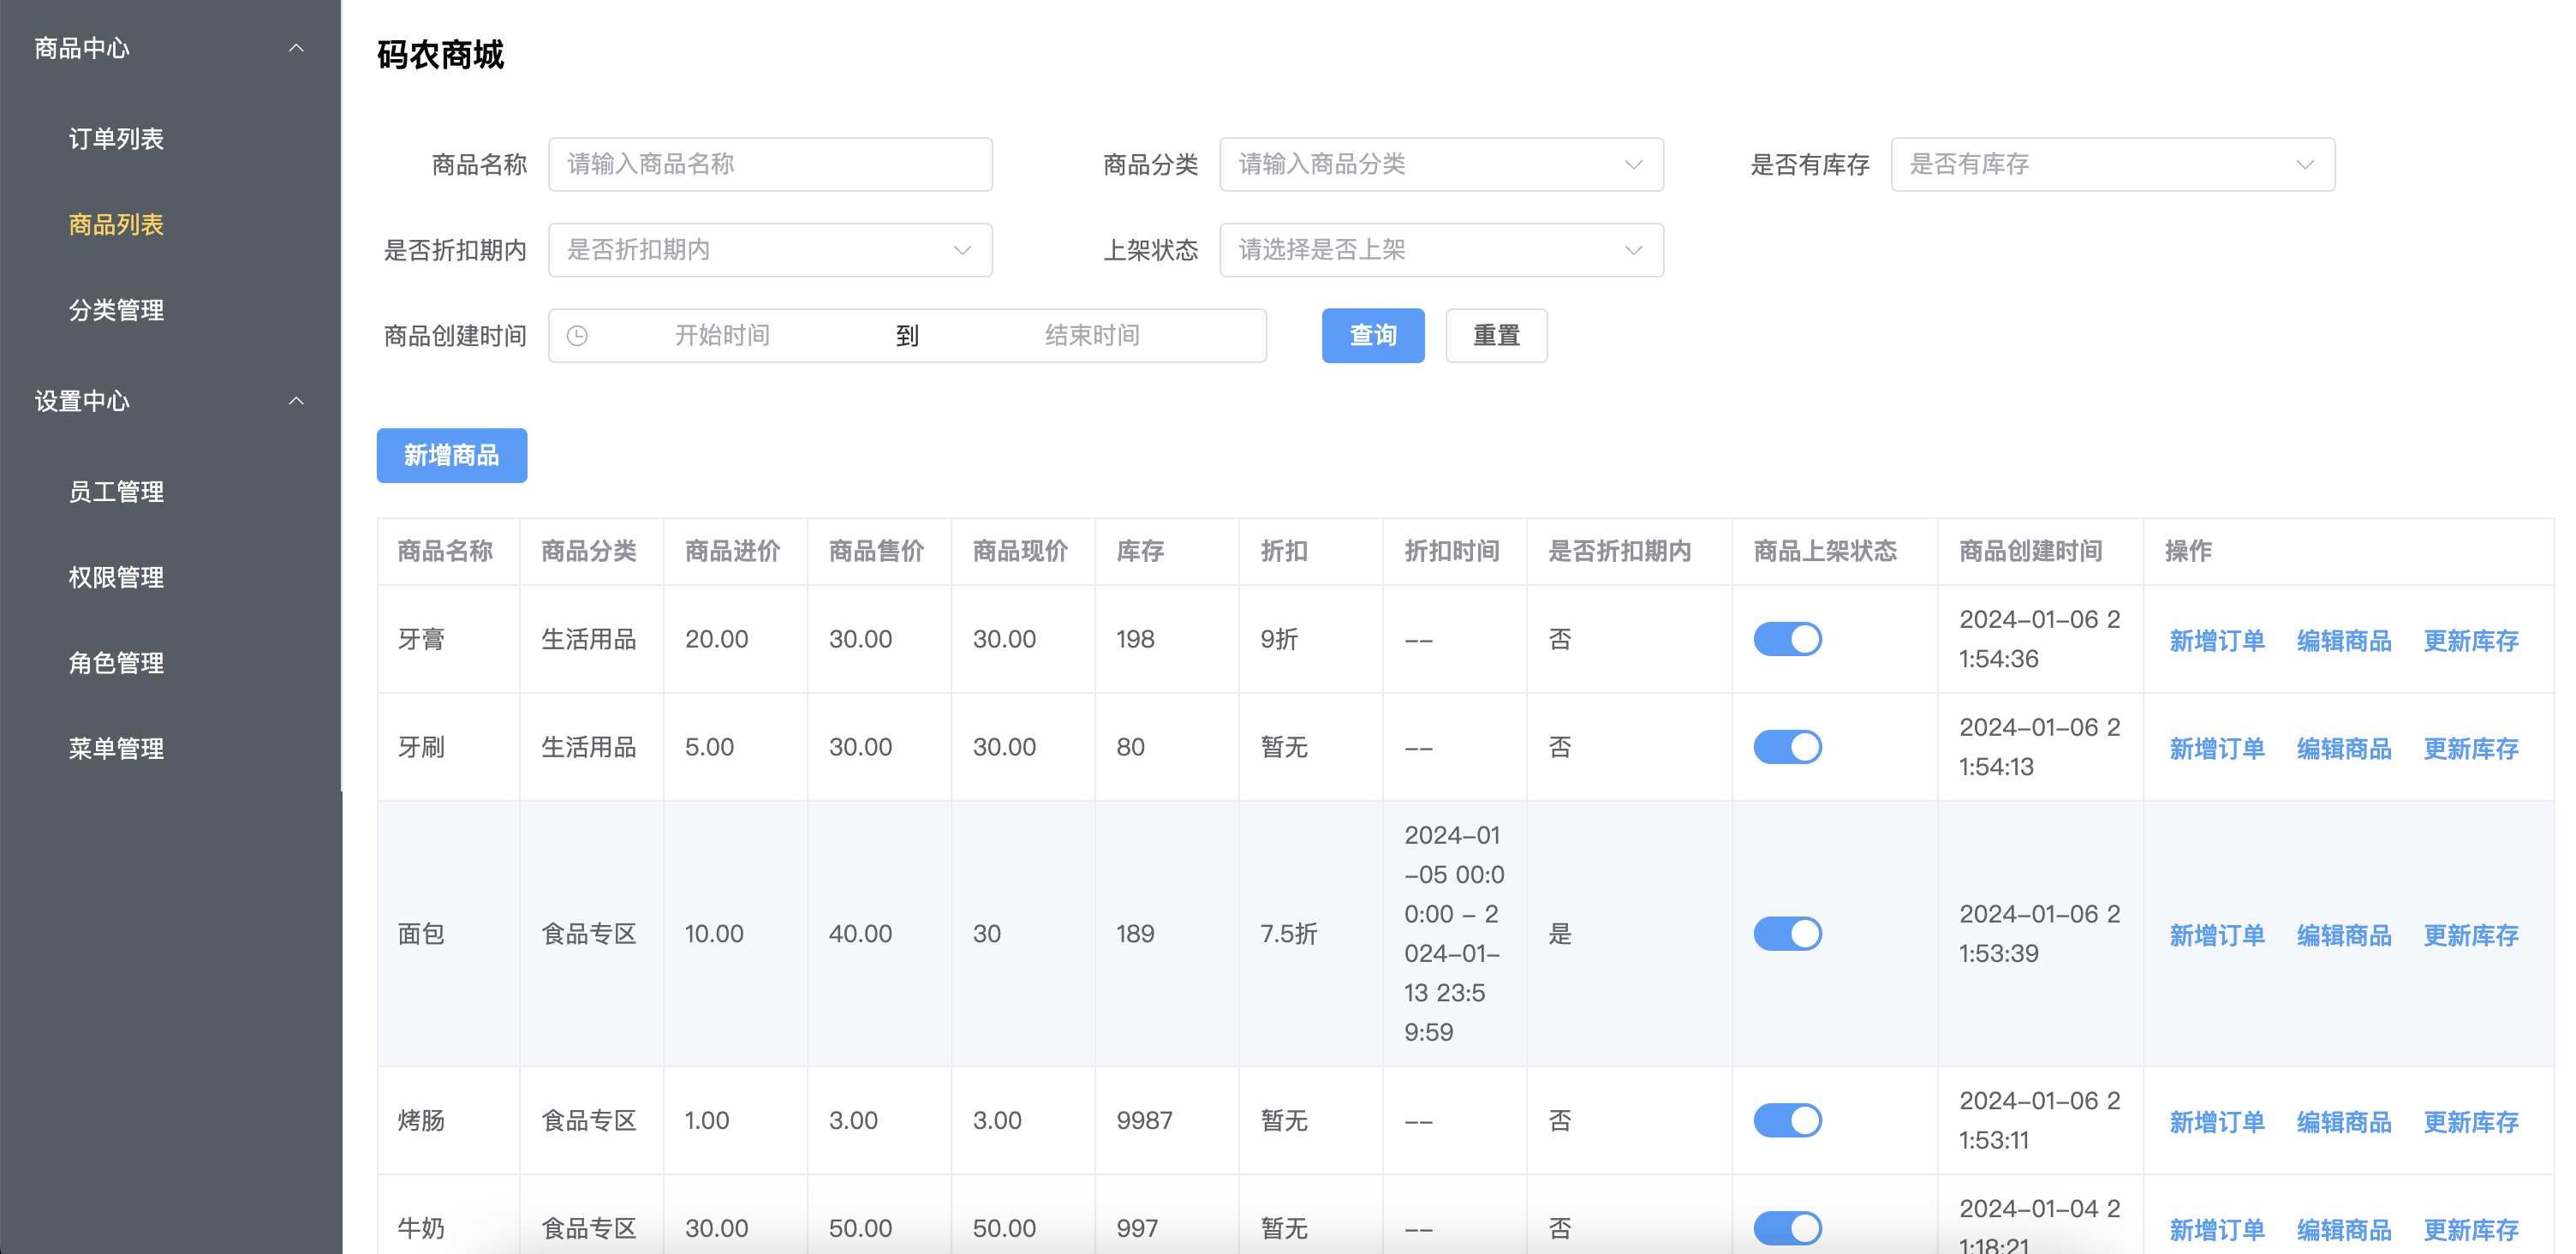 商品中心
订单列表
商品列表
分类管理
设置中心
员工管理
权限管理
角色管理
菜单管理
码农商城
商品名称 请输入商品名称 商品分类 请输入商品分类 是否有库存 是否有库存
是否折扣期内 是否折扣期内 上架状态 请选择是否上架
商品创建时间 开始时间 到 结束时间 查询 重置
新增商品
商品名称 商品分类 商品进价 商品售价 商品现价 库存 折扣 折扣时间 是否折扣期内 商品上架状态 商品创建时间 操作
牙膏 生活用品 20.00 30.00 30.00 198 9折 -- 否 2024-01-06 2
1:54:36 新增订单 编辑商品 更新库存
牙刷 生活用品 5.00 30.00 30.00 80 暂无 -- 否 2024-01-06 2
1:54:13 新增订单 编辑商品 更新库存
面包 食品专区 10.00 40.00 30 189 7.5折 2024-01
-05 00:0
0:00 - 2
024-01-
13 23:5
9:59
是 2024-01-06 2
1:53:39 新增订单 编辑商品 更新库存
烤肠 食品专区 1.00 3.00 3.00 9987 暂无 -- 否 2024-01-06 2
1:53:11 新增订单 编辑商品 更新库存
牛奶 食品专区 30.00 50.00 50.00 997 暂无 -- 否 2024-01-04 2
1:18:21 新增订单 编辑商品 更新库存